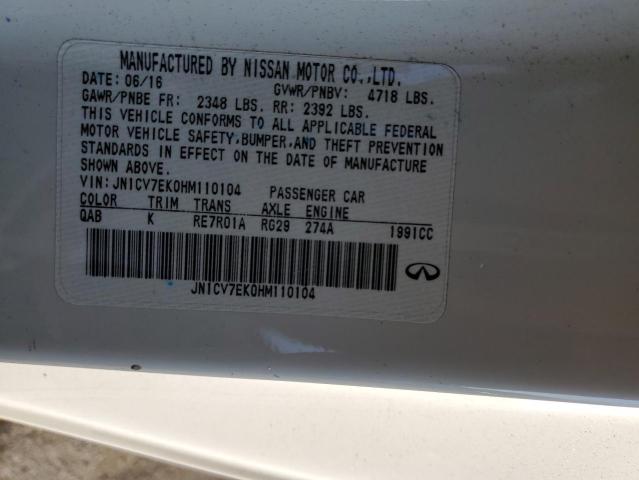 MANUFACTURED BY NISSAN MOTOR CO.,LTD.
DATE: 06/16 GVWR/PNBV: 4718 LBS.
GAWR/PNBE FR: 2348 LBS. RR: 2392 LBS.
THIS VEHICLE CONFORMS TO ALL APPLICABLE FEDERAL
MOTOR VEHICLE SAFETY,BUMPER,AND THEFT PREVENTION
STANDARDS IN EFFECT ON THE DATE OF MANUFACTURE
SHOWN ABOVE.
VIN: JN1CV7EK0HM110104 PASSENGER CAR
COLOR TRIM TRANS AXLE ENGINE
QAB K RE7R01A RG29 274A 1991CC
JN1CV7EK0HM110104